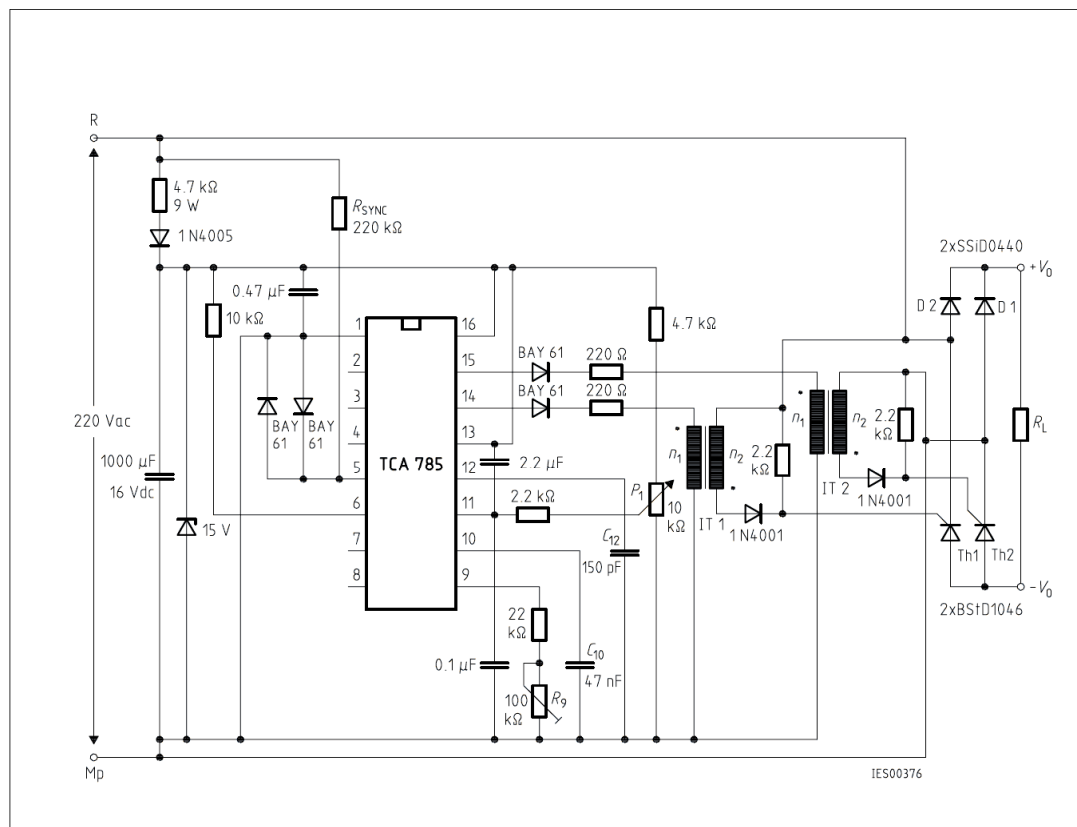 R
4.7 kΩ
9 W
1N4005
RSYNC
220 kΩ
2xSSiD0440
+V0
0.47 μF
10 kΩ
D2
D1
4.7 kΩ
1
16
2
15
3
14
4
13
5
12
6
11
7
10
8
9
TCA 785
BAY 61
220 Ω
BAY 61
220 Ω
BAY
61
BAY
61
220 Vac
1000 μF
16 Vdc
15 V
2.2 μF
2.2 kΩ
P1
10
kΩ
n1
n2
2.2
kΩ
n1
n2
2.2
kΩ
RL
IT 1
1N4001
IT 2
1N4001
C12
150 pF
Th1
Th2
-V0
2xBStD1046
22
kΩ
0.1 μF
C10
47 nF
100
kΩ
R9
Mp
IES00376